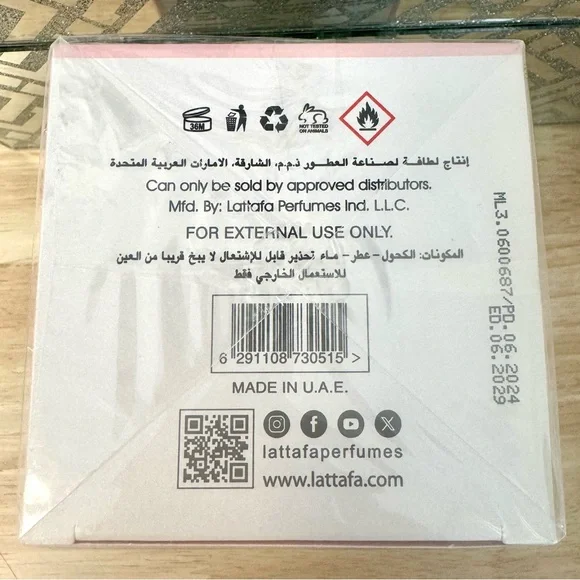 36M
NOT TESTED
ON ANIMALS
إنتاج لطافة لصناعة العطور ذ.م.م، الشارقة، الامارات العربية المتحدة
Can only be sold by approved distributors.
Mfd. By: Lattafa Perfumes Ind. L.L.C.
FOR EXTERNAL USE ONLY.
المكونات: الكحول - عطر - ماء تحذير قابل للإشتعال لا يبخ قريبا من العين
للاستعمال الخارجي فقط
6 291108 730515 >
MADE IN U.A.E.
lattafaperfumes
www.lattafa.com
ML3.0600687/PD.06.2024
ED.06.2029